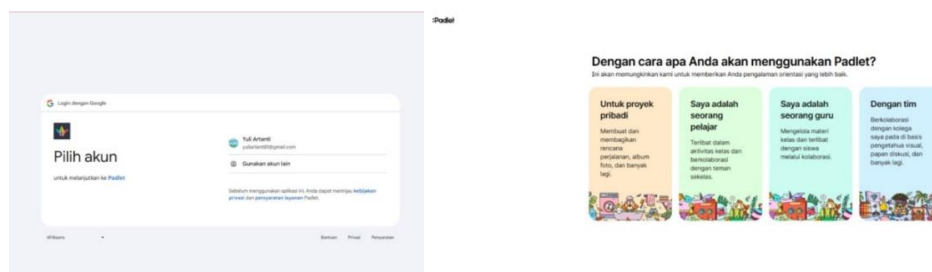 Login dengan Google
Pilih akun
untuk melanjutkan ke Padlet
Yuli Artanti
Gunakan akun lain
Sebelum menggunakan aplikasi ini, Anda dapat meninjau kebijakan
privasi dan persyaratan layanan Padlet.
Afrikaans
Bantuan Privasi Persyaratan
:Padlet
Dengan cara apa Anda akan menggunakan Padlet?
Ini akan memungkinkan kami untuk memberikan Anda pengalaman orientasi yang lebih baik.
Untuk proyek
pribadi
Membuat dan
membagikan
rencana
perjalanan, album
foto, dan banyak
lagi.
Saya adalah
seorang
pelajar
Terlibat dalam
aktivitas kelas dan
berkolaborasi
dengan teman
sekelas.
Saya adalah
seorang guru
Mengelola materi
kelas dan terlibat
dengan siswa
melalui kolaborasi.
Dengan tim
Berkolaborasi
dengan kolega
saya pada di basis
pengetahuan visual,
papan diskusi, dan
banyak lagi.